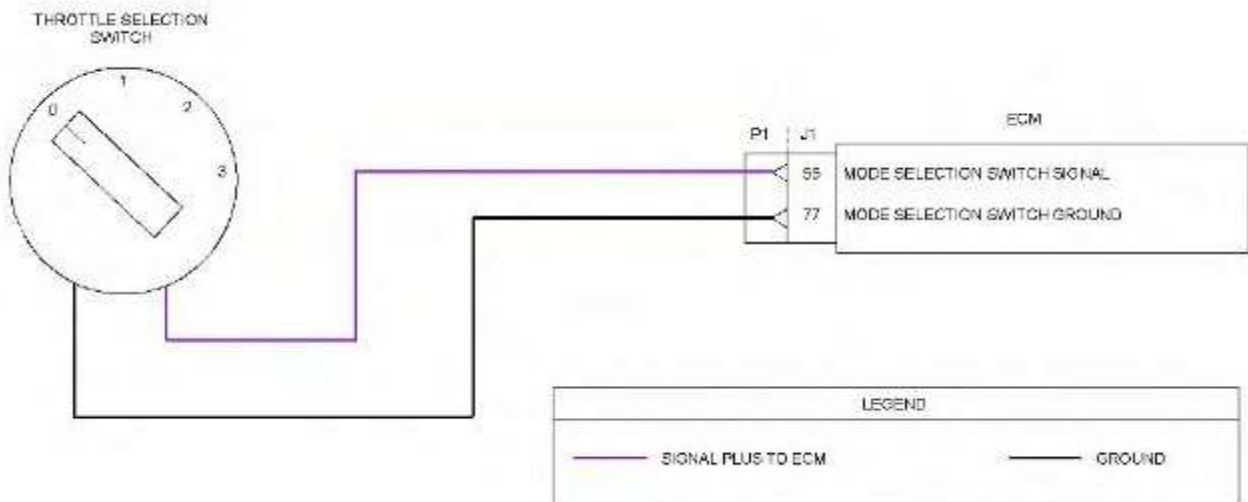 THROTTLE SELECTION
SWITCH
0
1
2
3
P1
J1
ECM
55 MODE SELECTION SWITCH SIGNAL
77 MODE SELECTION SWITCH GROUND
LEGEND
SIGNAL PLUS TO ECM
GROUND